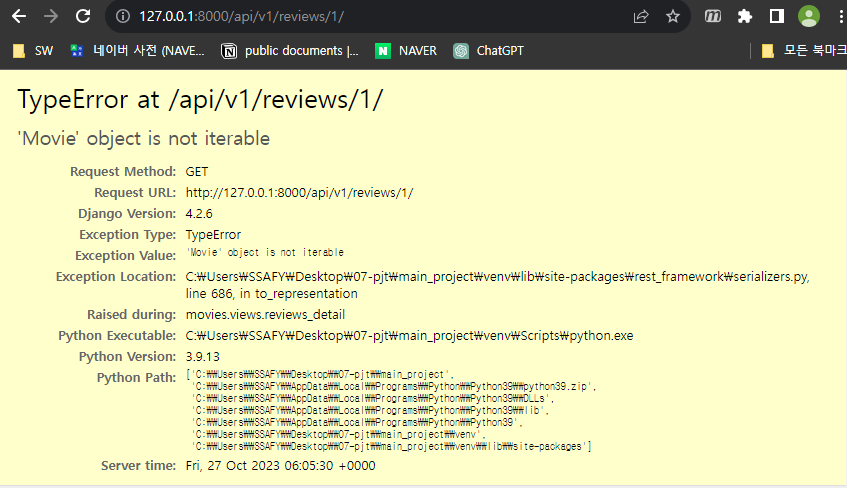 127.0.0.1:8000/api/v1/reviews/1/
SW 네이버 사전 (NAVE... public documents |... NAVER ChatGPT 모든 북마크
TypeError at /api/v1/reviews/1/
'Movie' object is not iterable
Request Method: GET
Request URL: http://127.0.0.1:8000/api/v1/reviews/1/
Django Version: 4.2.6
Exception Type: TypeError
Exception Value: 'Movie' object is not iterable
Exception Location: C:₩Users₩SSAFY₩Desktop₩07-pjt₩main_project₩venv₩lib₩site-packages₩rest_framework₩serializers.py,
line 686, in to_representation
Raised during: movies.views.reviews_detail
Python Executable: C:₩Users₩SSAFY₩Desktop₩07-pjt₩main_project₩venv₩Scripts₩python.exe
Python Version: 3.9.13
Python Path: ['C:₩₩Users₩₩SSAFY₩₩Desktop₩₩07-pjt₩₩main_project',
'C:₩₩Users₩₩SSAFY₩₩AppData₩₩Local₩₩Programs₩₩Python₩₩Python39₩₩python39.zip',
'C:₩₩Users₩₩SSAFY₩₩AppData₩₩Local₩₩Programs₩₩Python₩₩Python39₩₩DLLs',
'C:₩₩Users₩₩SSAFY₩₩AppData₩₩Local₩₩Programs₩₩Python₩₩Python39₩₩lib',
'C:₩₩Users₩₩SSAFY₩₩AppData₩₩Local₩₩Programs₩₩Python₩₩Python39',
'C:₩₩Users₩₩SSAFY₩₩Desktop₩₩07-pjt₩₩main_project₩₩venv',
'C:₩₩Users₩₩SSAFY₩₩Desktop₩₩07-pjt₩₩main_project₩₩venv₩₩lib₩₩site-packages']
Server time: Fri, 27 Oct 2023 06:05:30 +0000